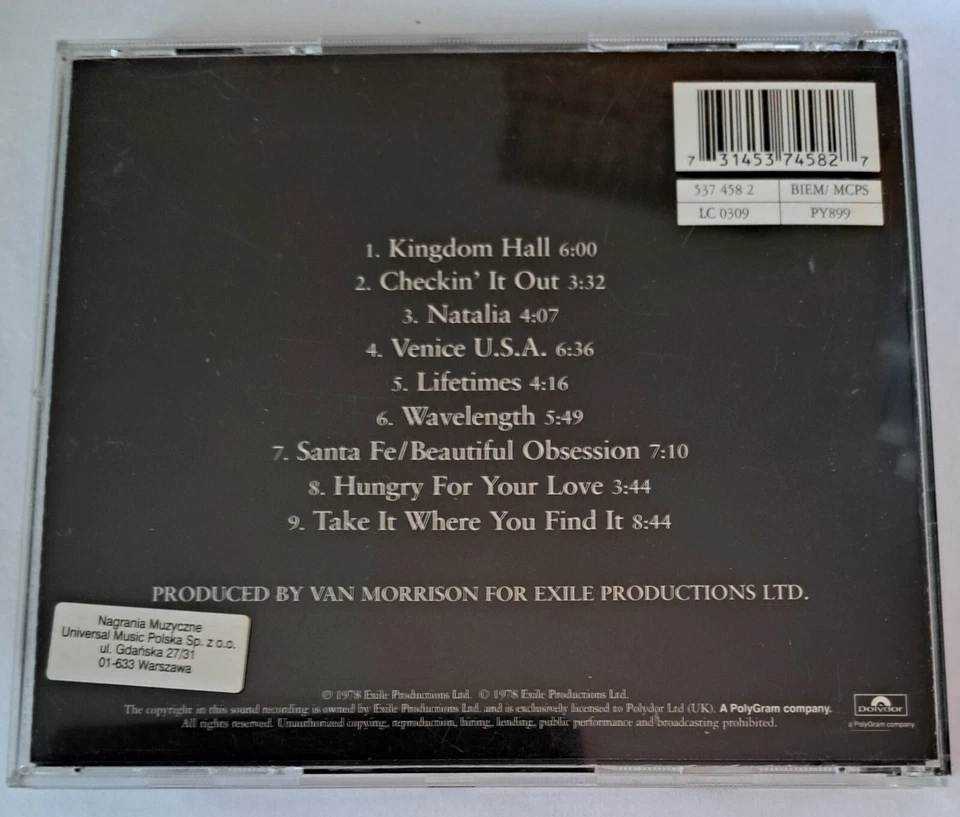 7 31453 74582 7
537 458 2 BIEM/ MCPS
LC 0309 PY899
1. Kingdom Hall 6:00
2. Checkin' It Out 3:32
3. Natalia 4:07
4. Venice U.S.A. 6:36
5. Lifetimes 4:16
6. Wavelength 5:49
7. Santa Fe/Beautiful Obsession 7:10
8. Hungry For Your Love 3:44
9. Take It Where You Find It 8:44
PRODUCED BY VAN MORRISON FOR EXILE PRODUCTIONS LTD.
Nagrania Muzyczne
Universal Music Polska Sp. z o.o.
ul. Gdańska 27/31
01-633 Warszawa
℗ 1978 Exile Productions Ltd. © 1978 Exile Productions Ltd.
The copyright in this sound recording is owned by Exile Productions Ltd. and is exclusively licensed to Polydor Ltd (UK). A PolyGram company.
All rights reserved. Unauthorized copying, reproduction, hiring, lending, public performance and broadcasting prohibited.
Polydor
a PolyGram company